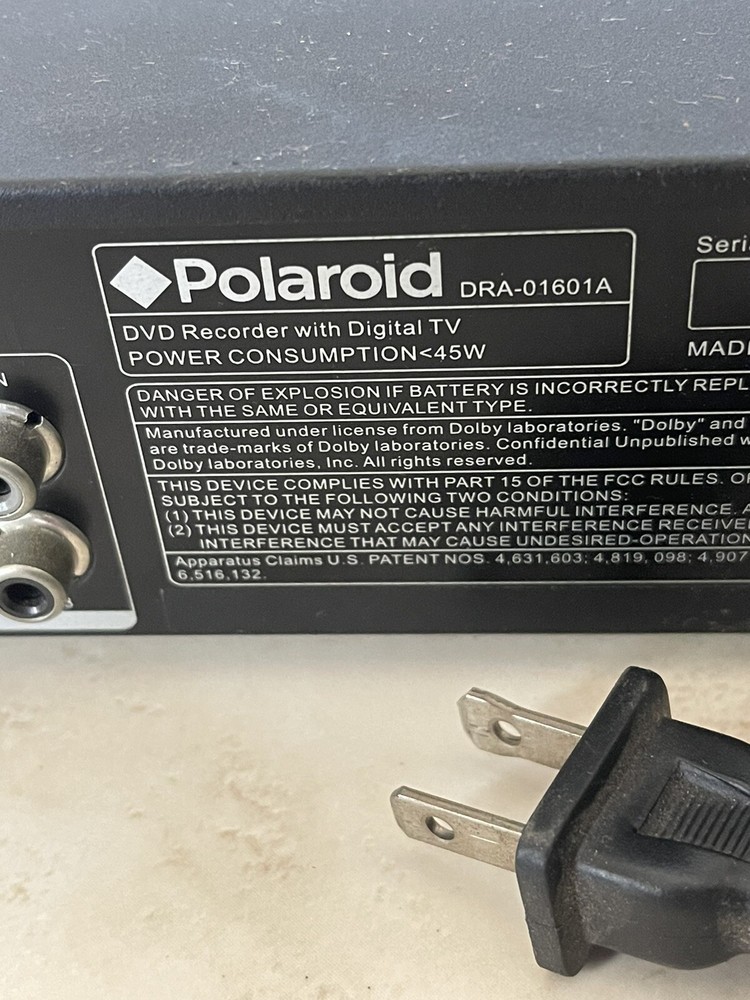 Polaroid DRA-01601A
DVD Recorder with Digital TV
POWER CONSUMPTION<45W
Seri
MADE
N
DANGER OF EXPLOSION IF BATTERY IS INCORRECTLY REPL
WITH THE SAME OR EQUIVALENT TYPE.
Manufactured under license from Dolby laboratories. "Dolby" and
are trade-marks of Dolby laboratories. Confidential Unpublished w
Dolby laboratories, Inc. All rights reserved.
THIS DEVICE COMPLIES WITH PART 15 OF THE FCC RULES. OP
SUBJECT TO THE FOLLOWING TWO CONDITIONS:
(1) THIS DEVICE MAY NOT CAUSE HARMFUL INTERFERENCE. A
(2) THIS DEVICE MUST ACCEPT ANY INTERFERENCE RECEIVE
INTERFERENCE THAT MAY CAUSE UNDESIRED-OPERATION
Apparatus Claims U.S. PATENT NOS. 4,631,603; 4,819, 098; 4,907
6,516,132.